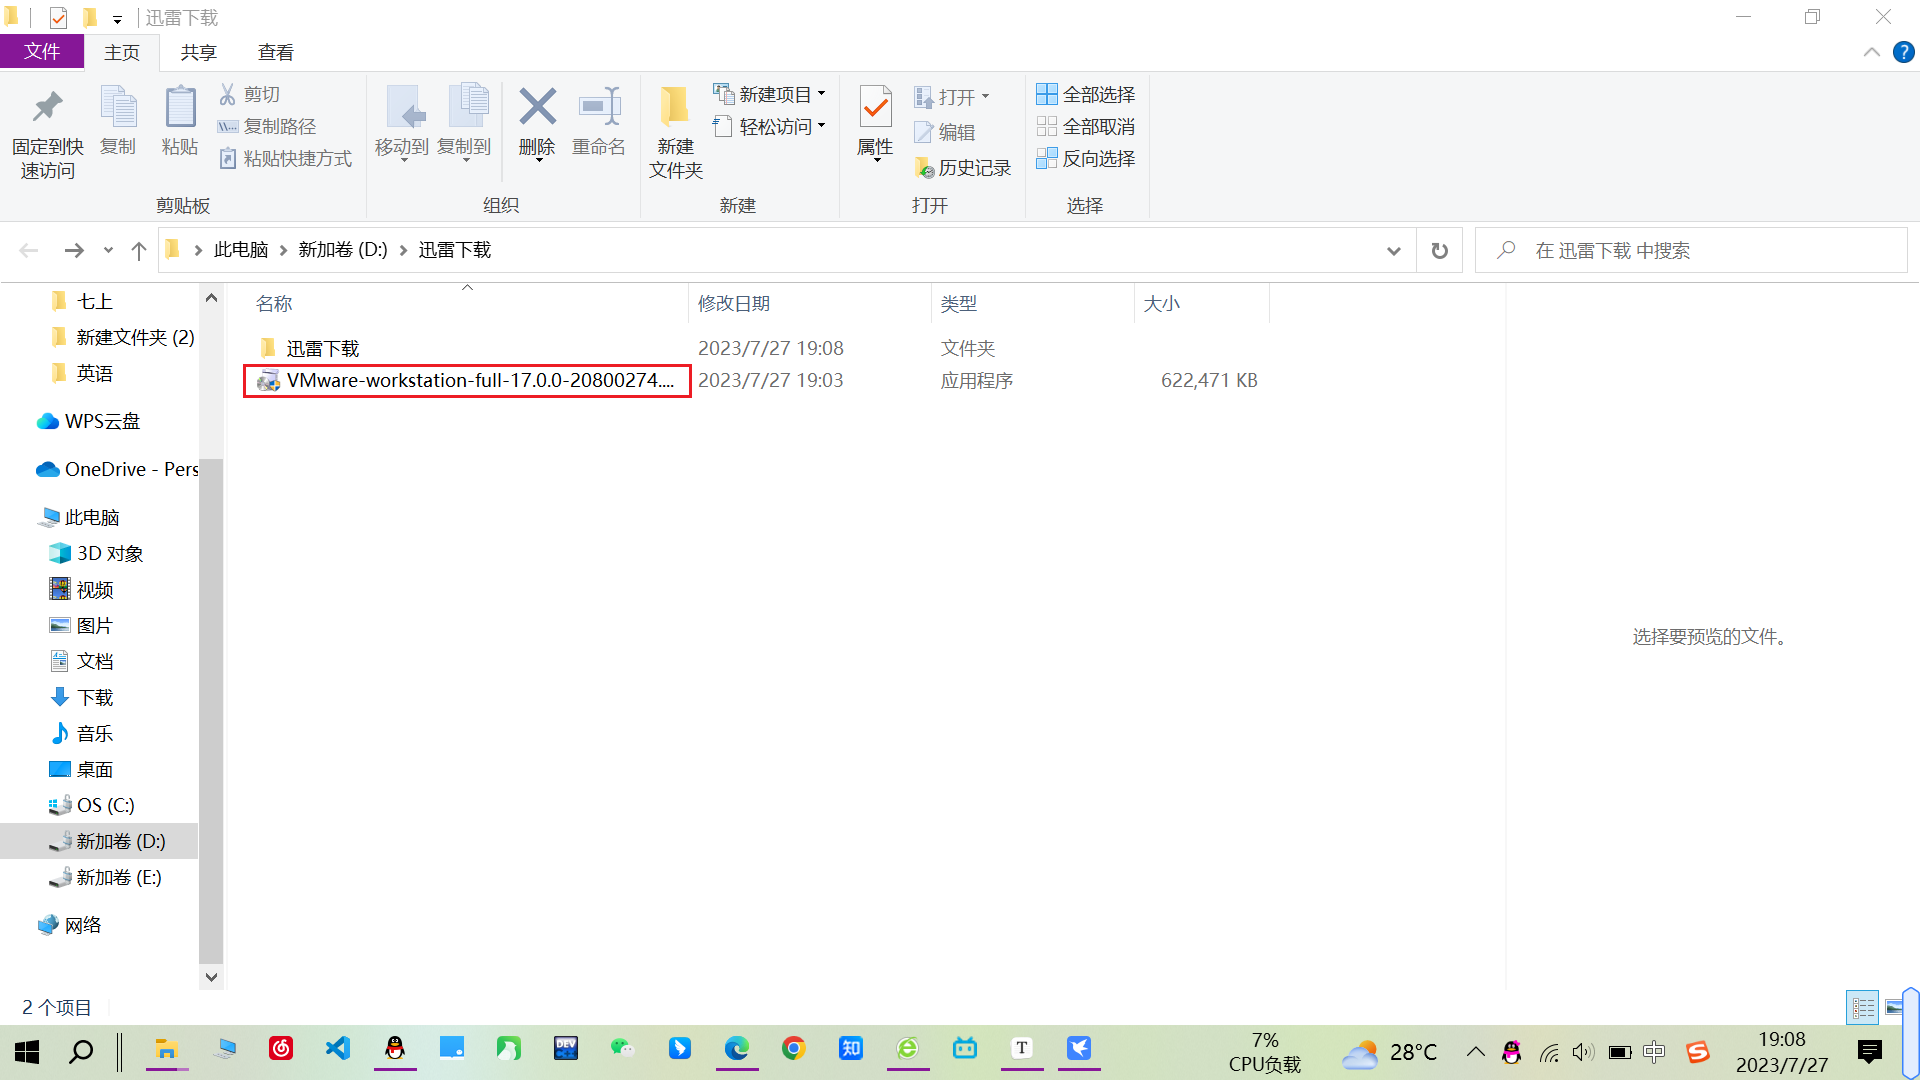 迅雷下载
文件
主页
共享
查看
固定到快
速访问
复制
粘贴
剪切
复制路径
粘贴快捷方式
剪贴板
移动到
复制到
删除
重命名
组织
新建
文件夹
新建项目
轻松访问
新建
属性
打开
编辑
历史记录
打开
全部选择
全部取消
反向选择
选择
此电脑
新加卷 (D:)
迅雷下载
在 迅雷下载 中搜索
七上
新建文件夹 (2)
英语
WPS云盘
OneDrive - Pers
此电脑
3D 对象
视频
图片
文档
下载
音乐
桌面
OS (C:)
新加卷 (D:)
新加卷 (E:)
网络
名称
修改日期
类型
大小
迅雷下载
2023/7/27 19:08
文件夹
VMware-workstation-full-17.0.0-20800274....
2023/7/27 19:03
应用程序
622,471 KB
选择要预览的文件。
2 个项目
DEV
知
T
7%
CPU负载
28°C
中
S
19:08
2023/7/27